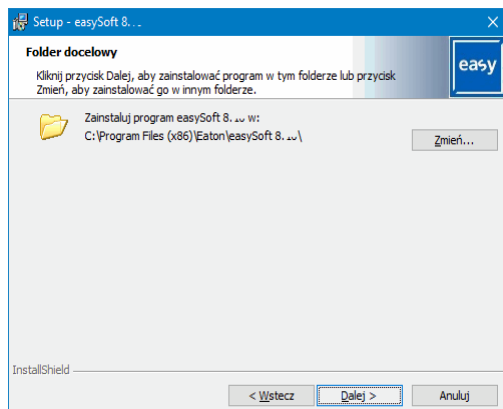 Setup - easySoft 8.
Folder docelowy
Kliknij przycisk Dalej, aby zainstalować program w tym folderze lub przycisk
Zmień, aby zainstalować go w innym folderze.
easy
Zainstaluj program easySoft 8. w:
C:\Program Files (x86)\Eaton\easySoft 8.\
Zmień...
InstallShield
< Wstecz
Dalej >
Anuluj